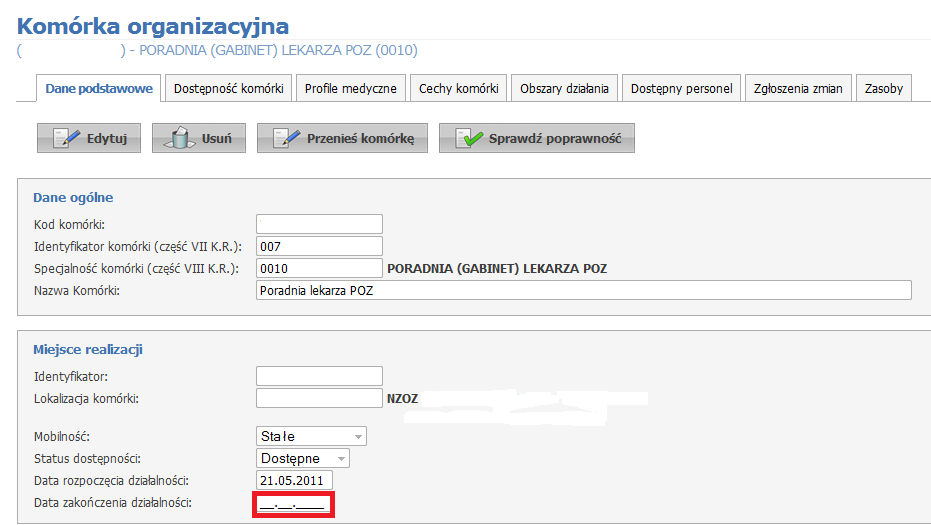 Komórka organizacyjna
( ) - PORADNIA (GABINET) LEKARZA POZ (0010)
Dane podstawowe Dostępność komórki Profile medyczne Cechy komórki Obszary działania Dostępny personel Zgłoszenia zmian Zasoby
Edytuj Usuń Przenieś komórkę Sprawdź poprawność
Dane ogólne
Kod komórki:
Identyfikator komórki (część VII K.R.): 007
Specjalność komórki (część VIII K.R.): 0010 PORADNIA (GABINET) LEKARZA POZ
Nazwa Komórki: Poradnia lekarza POZ
Miejsce realizacji
Identyfikator:
Lokalizacja komórki: NZOZ
Mobilność: Stałe
Status dostępności: Dostępne
Data rozpoczęcia działalności: 21.05.2011
Data zakończenia działalności: __.__.____